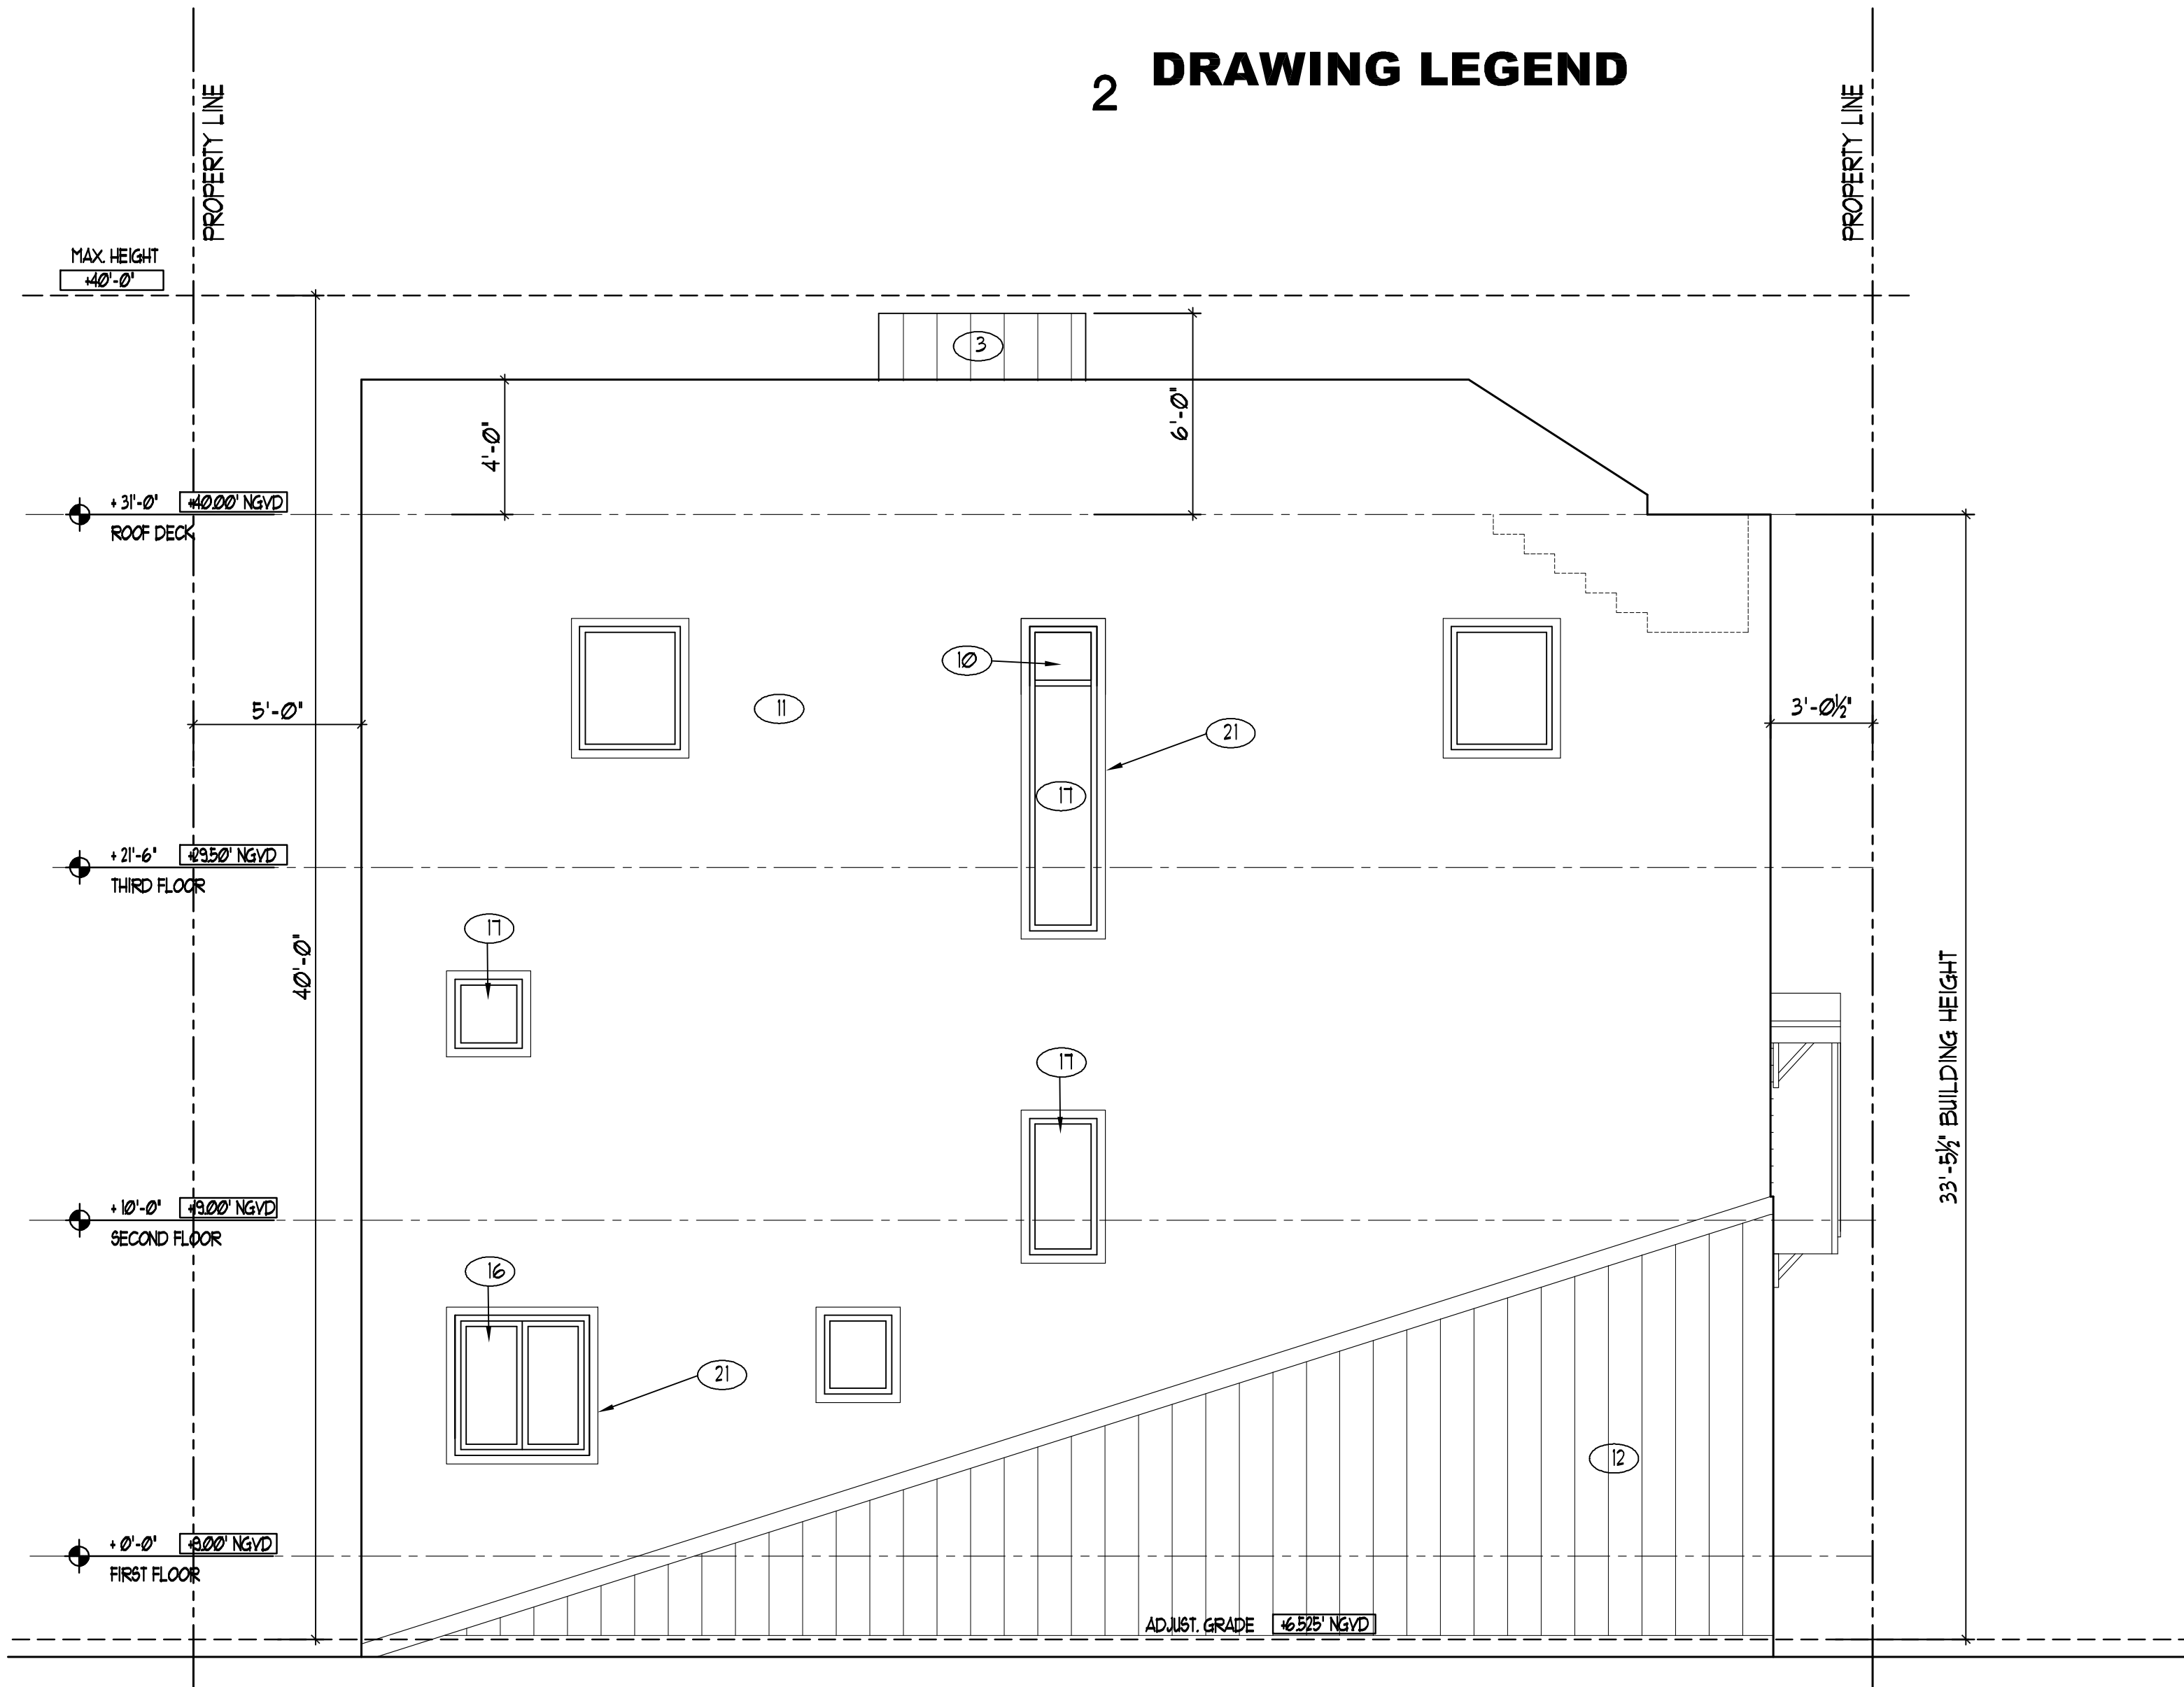 DRAWING LEGEND
2
PROPERTY LINE
PROPERTY LINE
MAX. HEIGHT
+40'-0"
3
4'-0"
6'-0"
+ 31'-0" +40.00' NGVD
ROOF DECK
10
11
5'-0"
3'-0½"
21
17
+ 21'-6" +29.50' NGVD
THIRD FLOOR
17
40'-0"
17
33'-5½" BUILDING HEIGHT
+ 10'-0" +19.00' NGVD
SECOND FLOOR
16
21
12
+ 0'-0" +9.00' NGVD
FIRST FLOOR
ADJUST. GRADE +6.525' NGVD